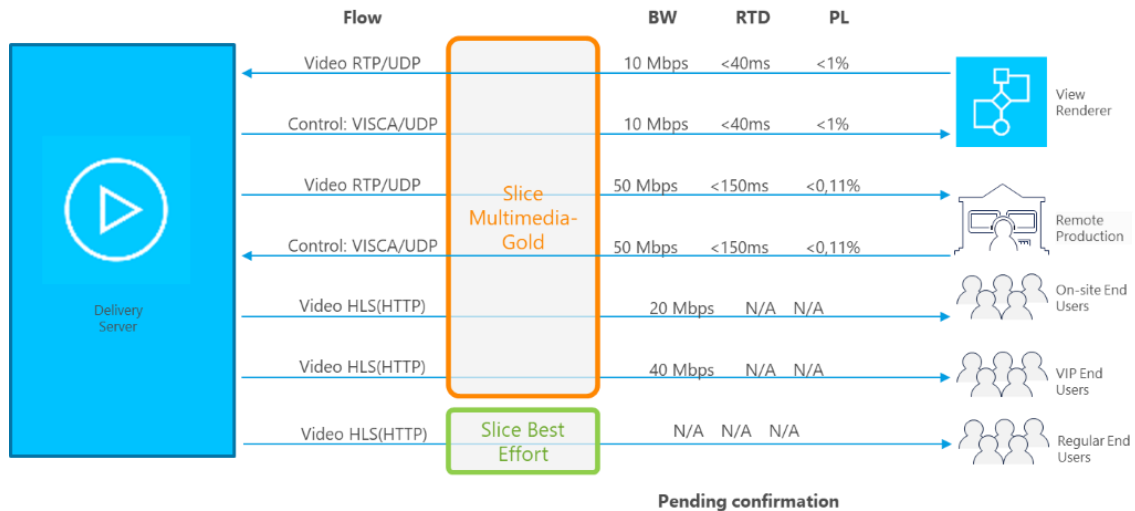 Flow BW RTD PL
Video RTP/UDP 10 Mbps <40ms <1%
View
Renderer
Control: VISCA/UDP 10 Mbps <40ms <1%
Video RTP/UDP 50 Mbps <150ms <0,11%
Slice
Multimedia-
Gold
Remote
Production
Control: VISCA/UDP 50 Mbps <150ms <0,11%
Delivery
Server
Video HLS(HTTP) 20 Mbps N/A N/A
On-site End
Users
Video HLS(HTTP) 40 Mbps N/A N/A
VIP End
Users
Video HLS(HTTP) N/A N/A N/A
Slice Best
Effort
Regular End
Users
Pending confirmation